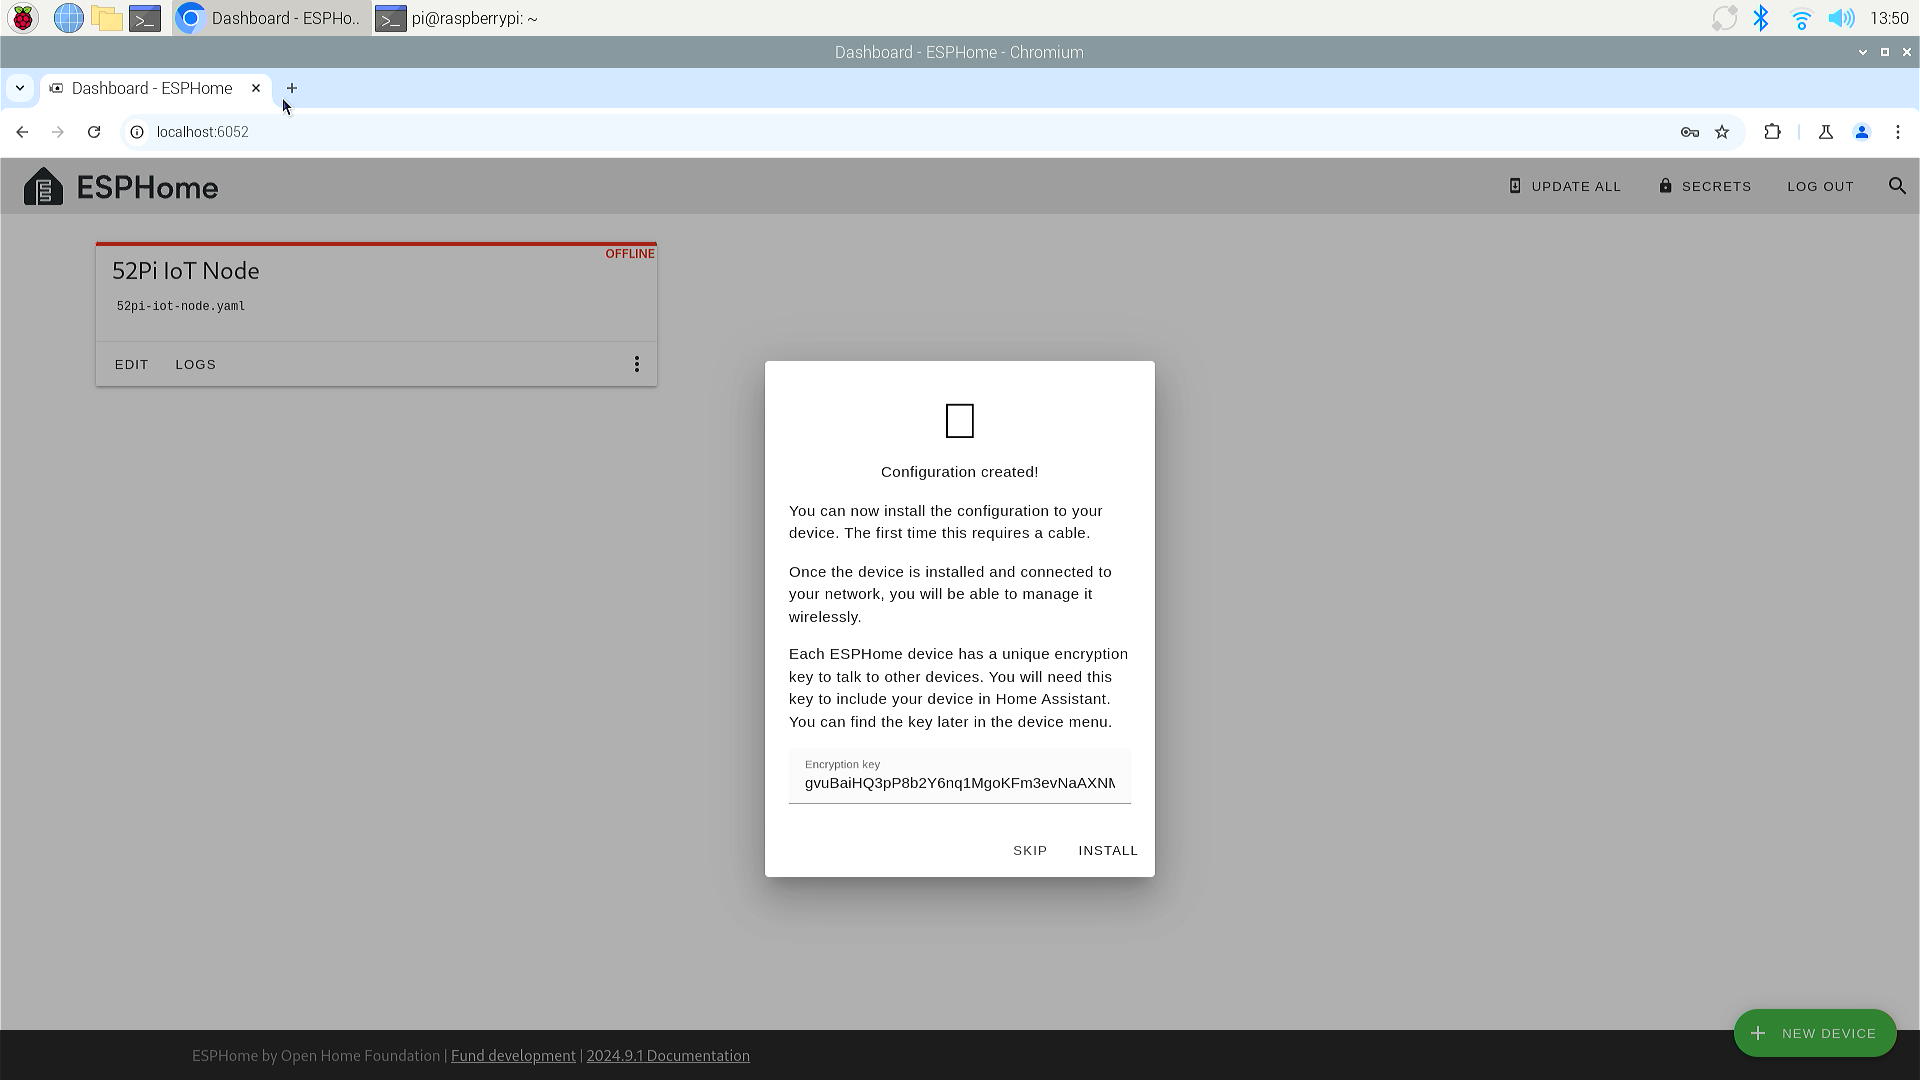 Dashboard - ESPHo..
pi@raspberrypi: ~
13:50
Dashboard - ESPHome - Chromium
Dashboard - ESPHome
localhost:6052
ESPHome
UPDATE ALL
SECRETS
LOG OUT
OFFLINE
52Pi IoT Node
52pi-iot-node.yaml
EDIT
LOGS
Configuration created!
You can now install the configuration to your
device. The first time this requires a cable.
Once the device is installed and connected to
your network, you will be able to manage it
wirelessly.
Each ESPHome device has a unique encryption
key to talk to other devices. You will need this
key to include your device in Home Assistant.
You can find the key later in the device menu.
Encryption key
gvuBaiHQ3pP8b2Y6nq1MgoKFm3evNaAXNM
SKIP
INSTALL
NEW DEVICE
ESPHome by Open Home Foundation | Fund development | 2024.9.1 Documentation